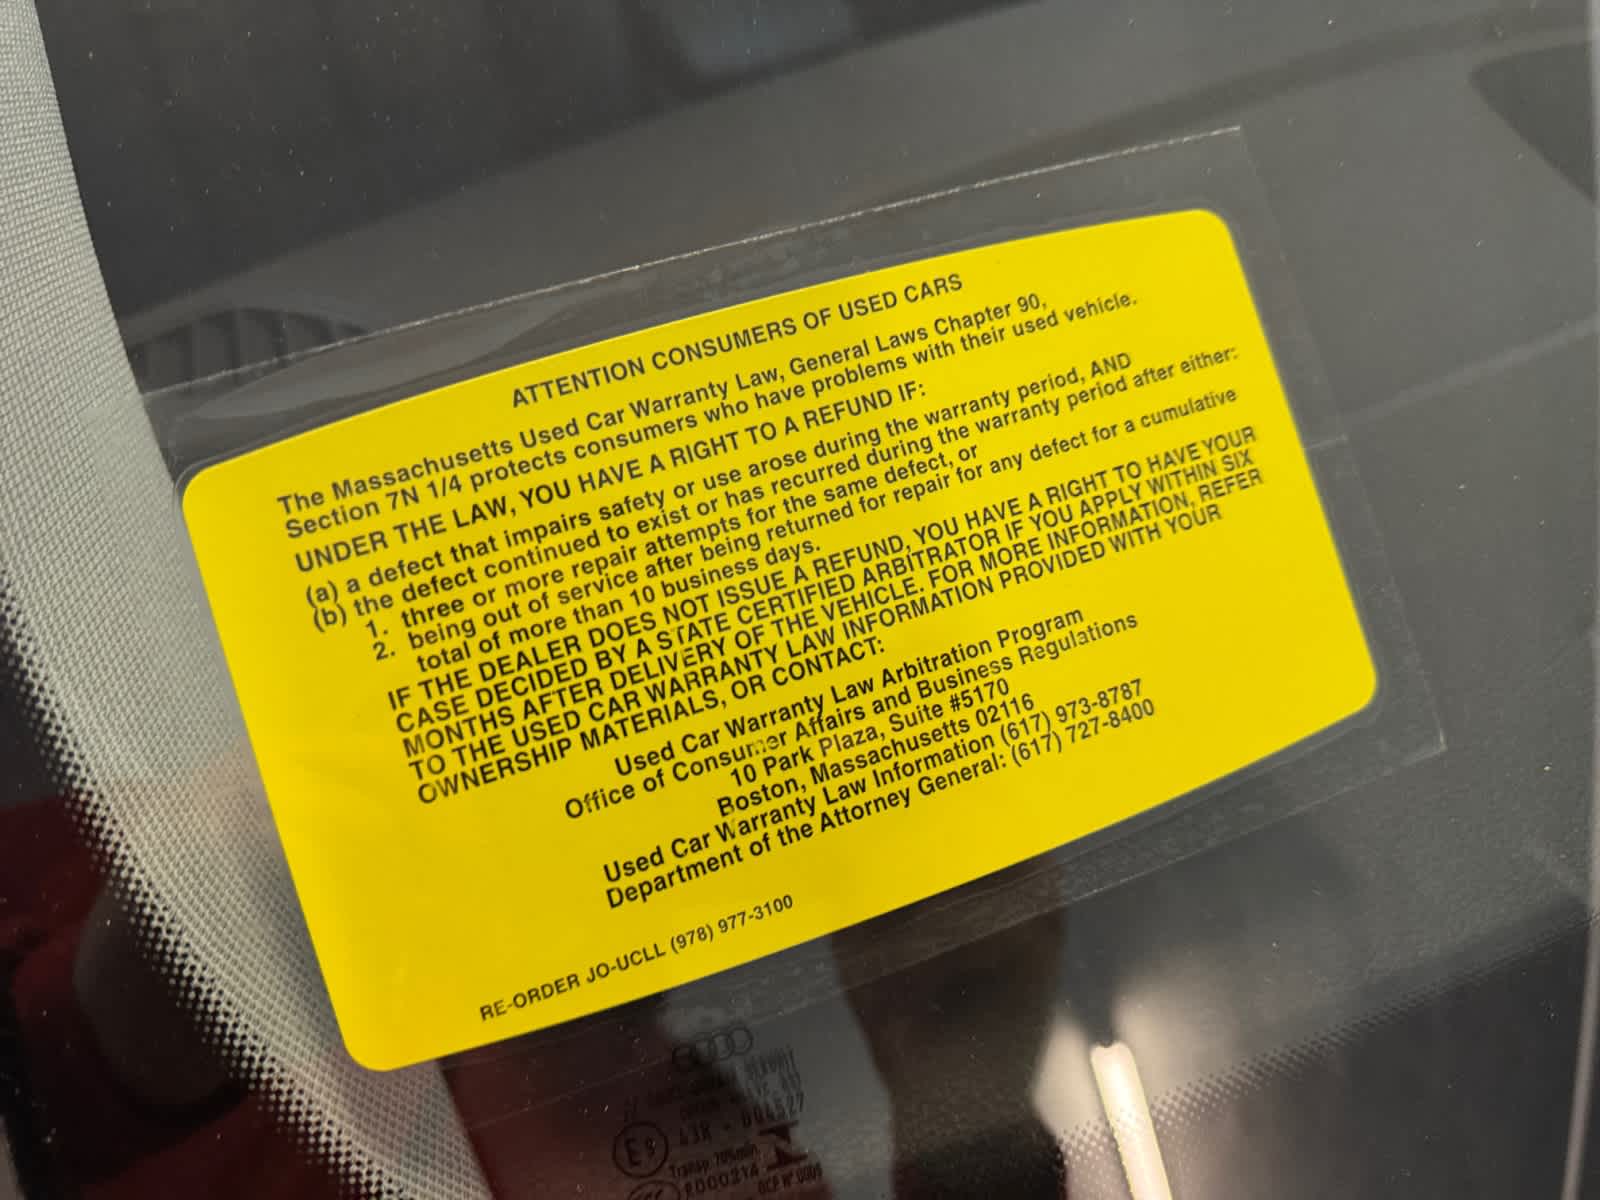 ATTENTION CONSUMERS OF USED CARS
The Massachusetts Used Car Warranty Law, General Laws Chapter 90,
Section 7N 1/4 protects consumers who have problems with their used vehicle.
UNDER THE LAW, YOU HAVE A RIGHT TO A REFUND IF:
(a) a defect that impairs safety or use arose during the warranty period, AND
(b) the defect continued to exist or has recurred during the warranty period after either:
1. three or more repair attempts for the same defect, or
2. being out of service after being returned for repair for any defect for a cumulative
total of more than 10 business days.
IF THE DEALER DOES NOT ISSUE A REFUND, YOU HAVE A RIGHT TO HAVE YOUR
CASE DECIDED BY A STATE CERTIFIED ARBITRATOR IF YOU APPLY WITHIN SIX
MONTHS AFTER DELIVERY OF THE VEHICLE. FOR MORE INFORMATION, REFER
TO THE USED CAR WARRANTY LAW INFORMATION PROVIDED WITH YOUR
OWNERSHIP MATERIALS, OR CONTACT:
Used Car Warranty Law Arbitration Program
Office of Consumer Affairs and Business Regulations
10 Park Plaza, Suite #5170
Boston, Massachusetts 02116
Used Car Warranty Law Information (617) 973-8787
Department of the Attorney General: (617) 727-8400
RE-ORDER JO-UCLL (978) 977-3100
43R - 004527
Transp. 70%min.